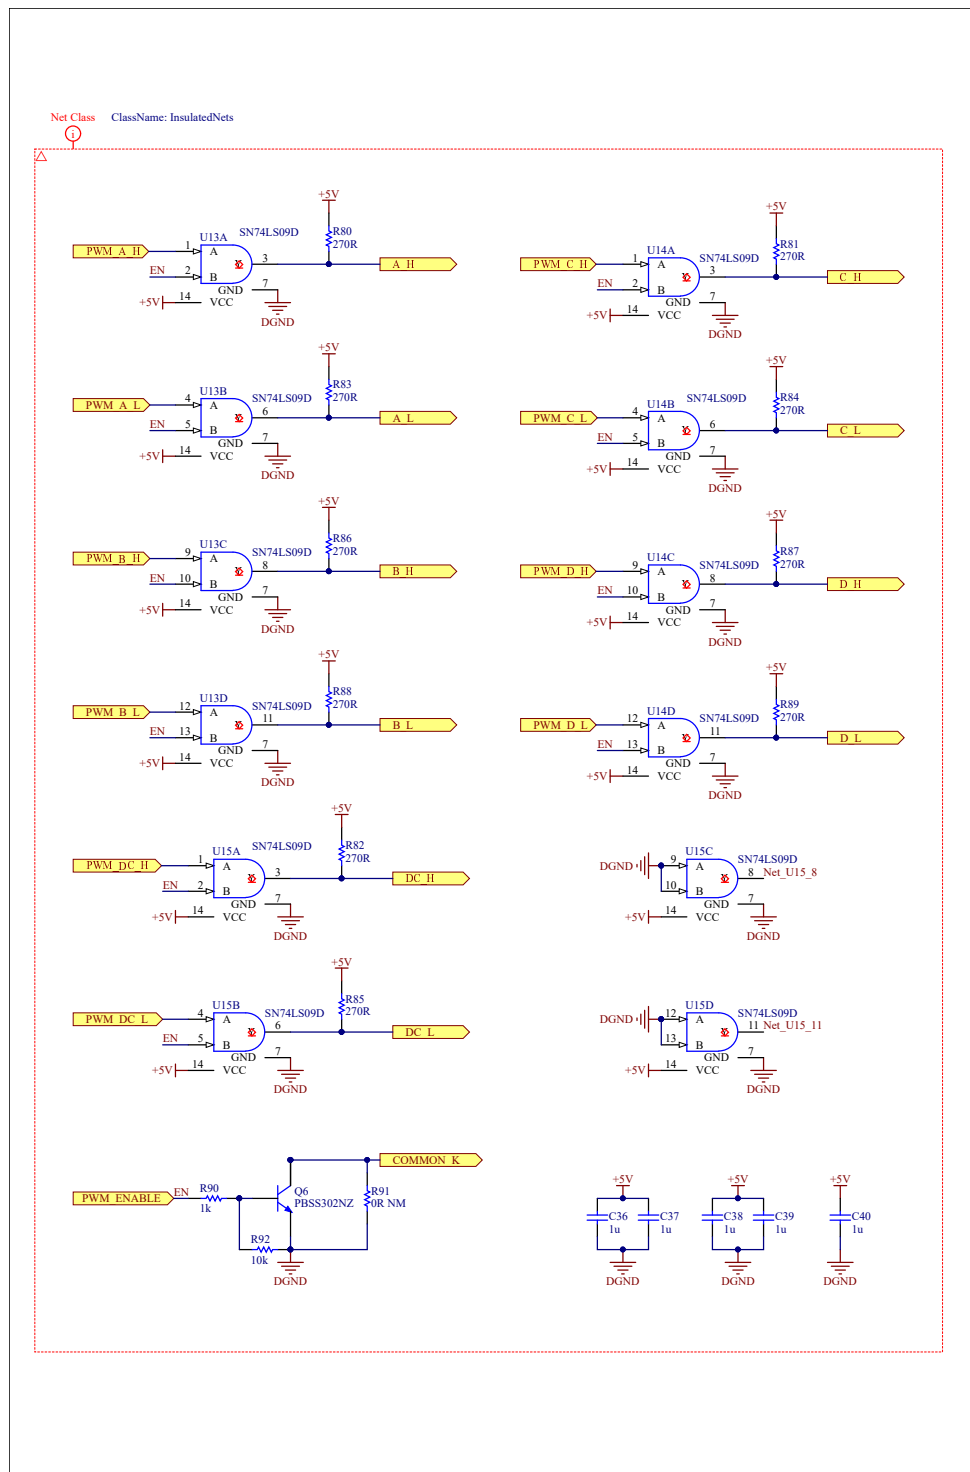 Net Class ClassName: InsulatedNets
i
+5V
U13A SN74LS09D R80
270R
PWM_A_H 1 A 3 A_H
EN 2 B
GND 7
+5V 14 VCC
DGND
+5V
U14A SN74LS09D R81
270R
PWM_C_H 1 A 3 C_H
EN 2 B
GND 7
+5V 14 VCC
DGND
+5V
U13B SN74LS09D R83
270R
PWM_A_L 4 A 6 A_L
EN 5 B
GND 7
+5V 14 VCC
DGND
+5V
U14B SN74LS09D R84
270R
PWM_C_L 4 A 6 C_L
EN 5 B
GND 7
+5V 14 VCC
DGND
+5V
U13C SN74LS09D R86
270R
PWM_B_H 9 A 8 B_H
EN 10 B
GND 7
+5V 14 VCC
DGND
+5V
U14C SN74LS09D R87
270R
PWM_D_H 9 A 8 D_H
EN 10 B
GND 7
+5V 14 VCC
DGND
+5V
U13D SN74LS09D R88
270R
PWM_B_L 12 A 11 B_L
EN 13 B
GND 7
+5V 14 VCC
DGND
+5V
U14D SN74LS09D R89
270R
PWM_D_L 12 A 11 D_L
EN 13 B
GND 7
+5V 14 VCC
DGND
+5V
U15A SN74LS09D R82
270R
PWM_DC_H 1 A 3 DC_H
EN 2 B
GND 7
+5V 14 VCC
DGND
U15C SN74LS09D
DGND 9 A 8 Net_U15_8
10 B
GND 7
+5V 14 VCC
DGND
+5V
U15B SN74LS09D R85
270R
PWM_DC_L 4 A 6 DC_L
EN 5 B
GND 7
+5V 14 VCC
DGND
U15D SN74LS09D
DGND 12 A 11 Net_U15_11
13 B
GND 7
+5V 14 VCC
DGND
COMMON_K
PWM_ENABLE EN R90
1k
Q6
PBSS302NZ
R91
0R NM
R92
10k
DGND
+5V
C36
1u
C37
1u
DGND
+5V
C38
1u
C39
1u
DGND
+5V
C40
1u
DGND